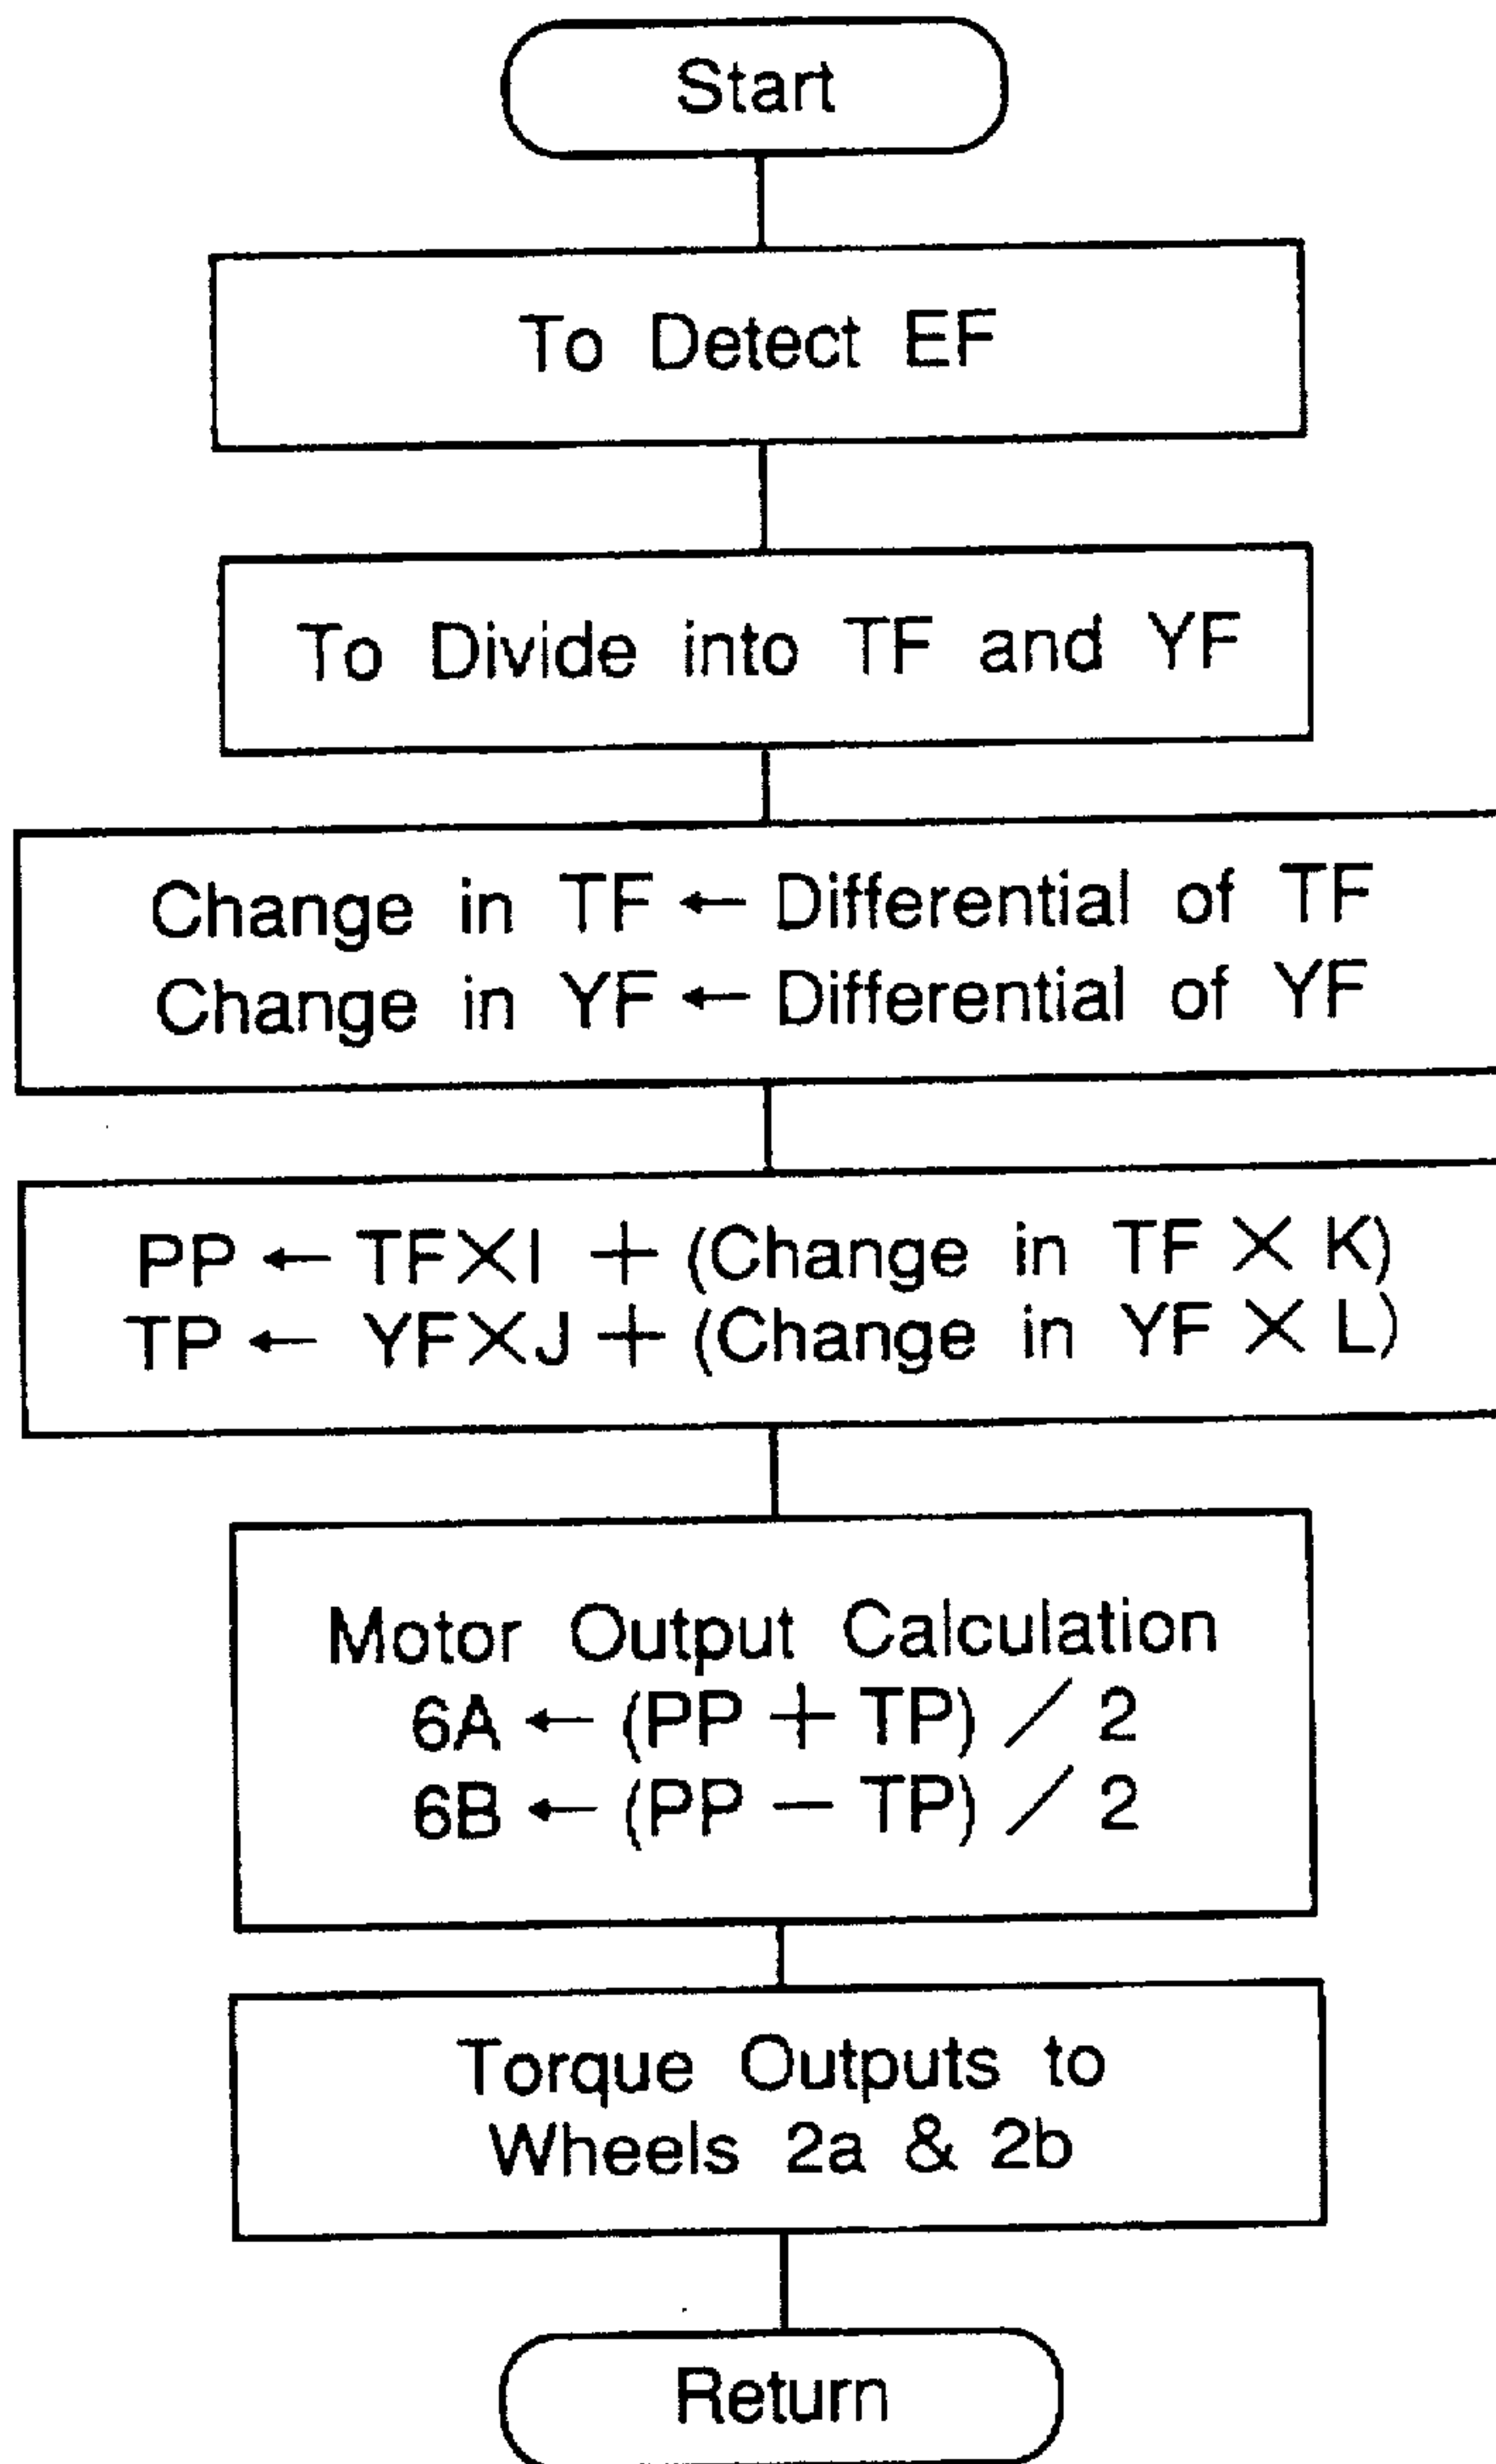 Start
To Detect EF
To Divide into TF and YF
Change in TF ← Differential of TF
Change in YF ← Differential of YF
PP ← TF×I + (Change in TF × K)
TP ← YF×J + (Change in YF × L)
Motor Output Calculation
6A ← (PP + TP) / 2
6B ← (PP − TP) / 2
Torque Outputs to
Wheels 2a & 2b
Return